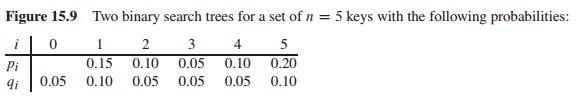 Figure 15.9 Two binary search trees for a set of n = 5 keys with the following probabilities:
i 0 1 2 3 4 5
pi 0.15 0.10 0.05 0.10 0.20
qi 0.05 0.10 0.05 0.05 0.05 0.10